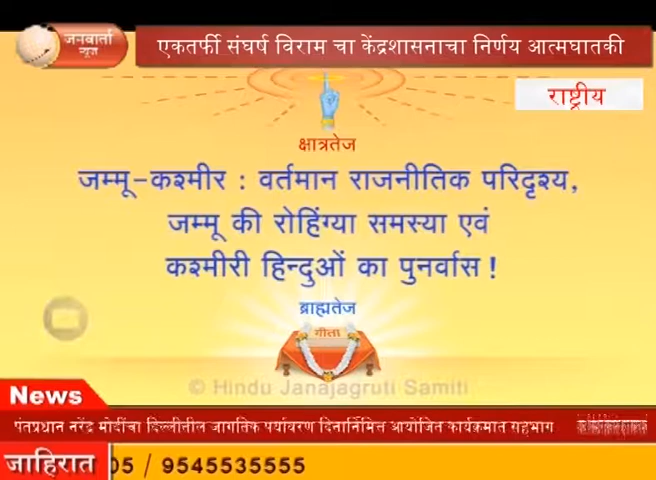 जनवार्ता
न्यूज
एकतर्फी संघर्ष विराम चा केंद्रशासनाचा निर्णय आत्मघातकी
राष्ट्रीय
क्षात्रतेज
जम्मू-कश्मीर : वर्तमान राजनीतिक परिदृश्य,
जम्मू की रोहिंग्या समस्या एवं
कश्मीरी हिन्दुओं का पुनर्वास !
ब्राह्मतेज
गीता
© Hindu Janajagruti Samiti
News
पंतप्रधान नरेंद्र मोदींचा दिल्लीतील जागतिक पर्यावरण दिनानिमित्त आयोजित कार्यक्रमात सहभाग
जाहिरात 05 / 9545535555